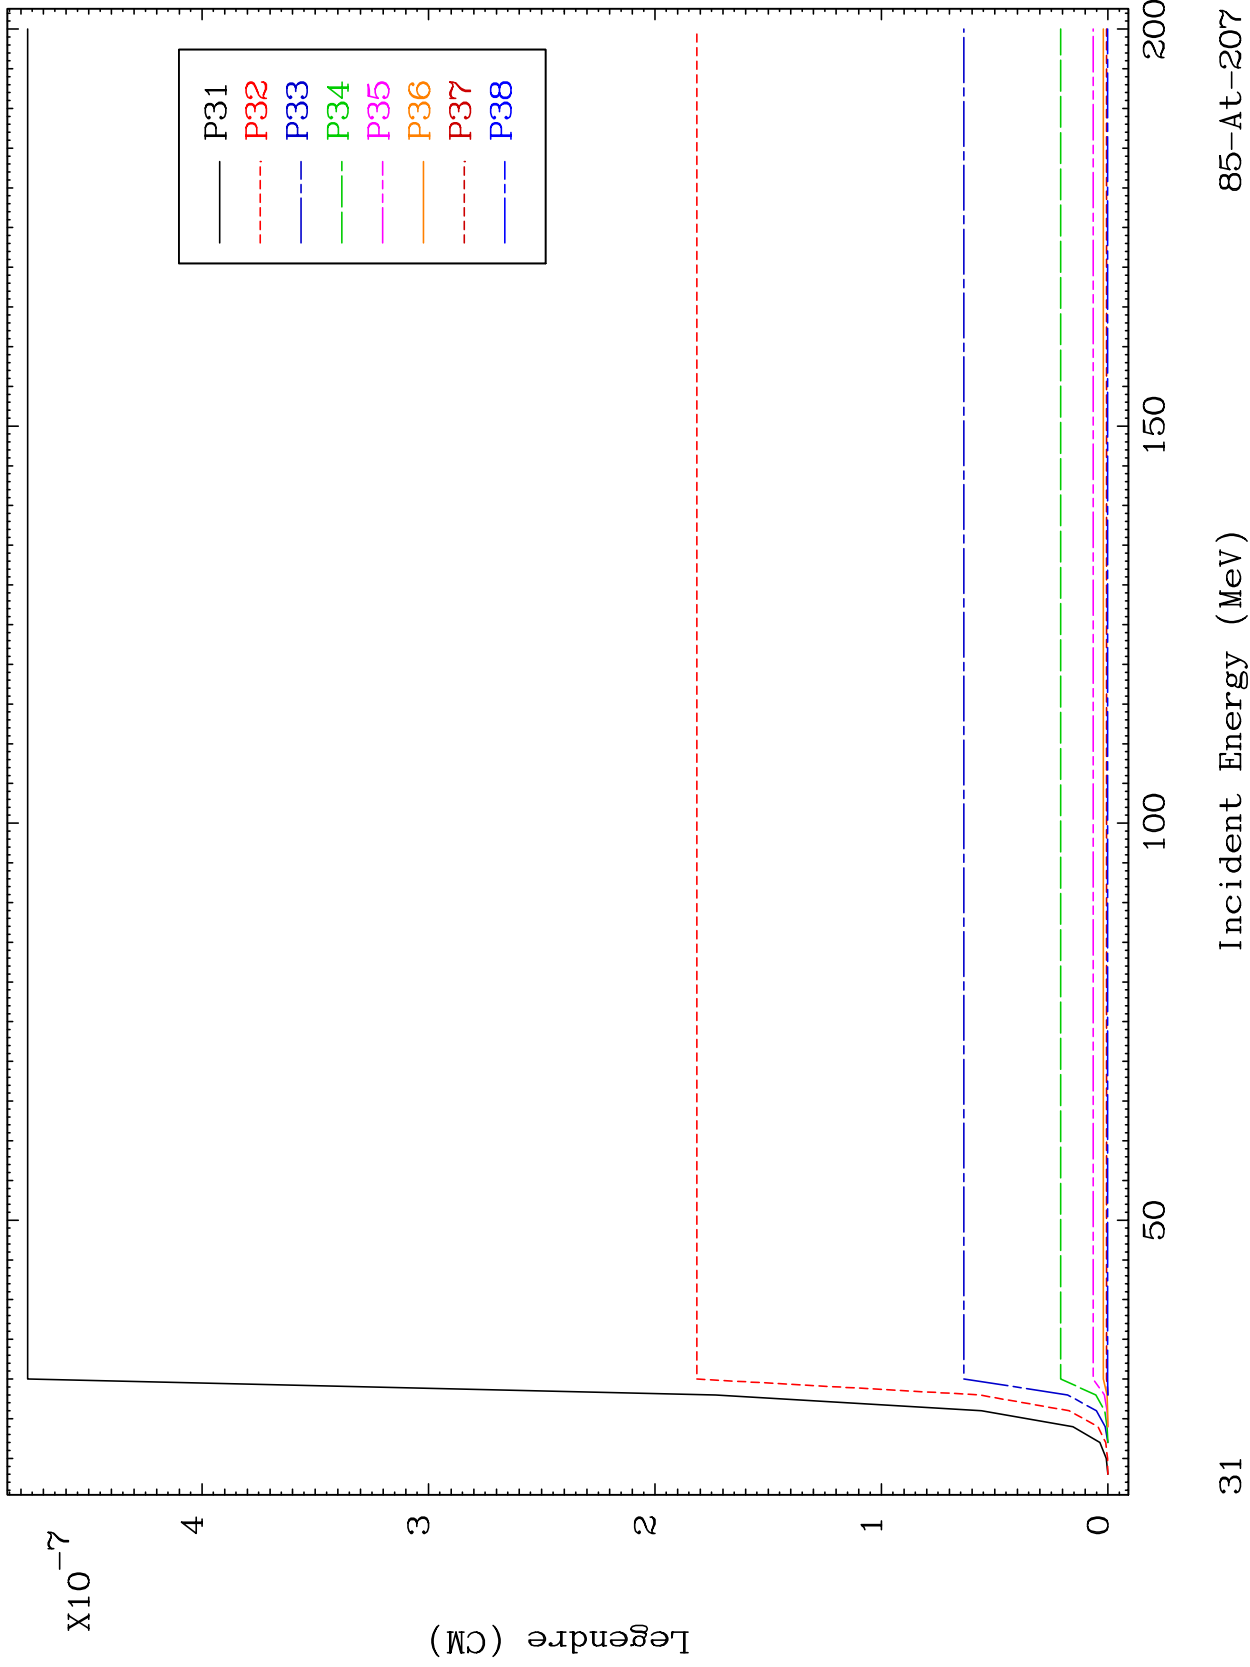 X10-7
Legendre (CM)
4
3
2
1
0
P31
P32
P33
P34
P35
P36
P37
P38
50
100
150
200
Incident Energy (MeV)
31
85-At-207